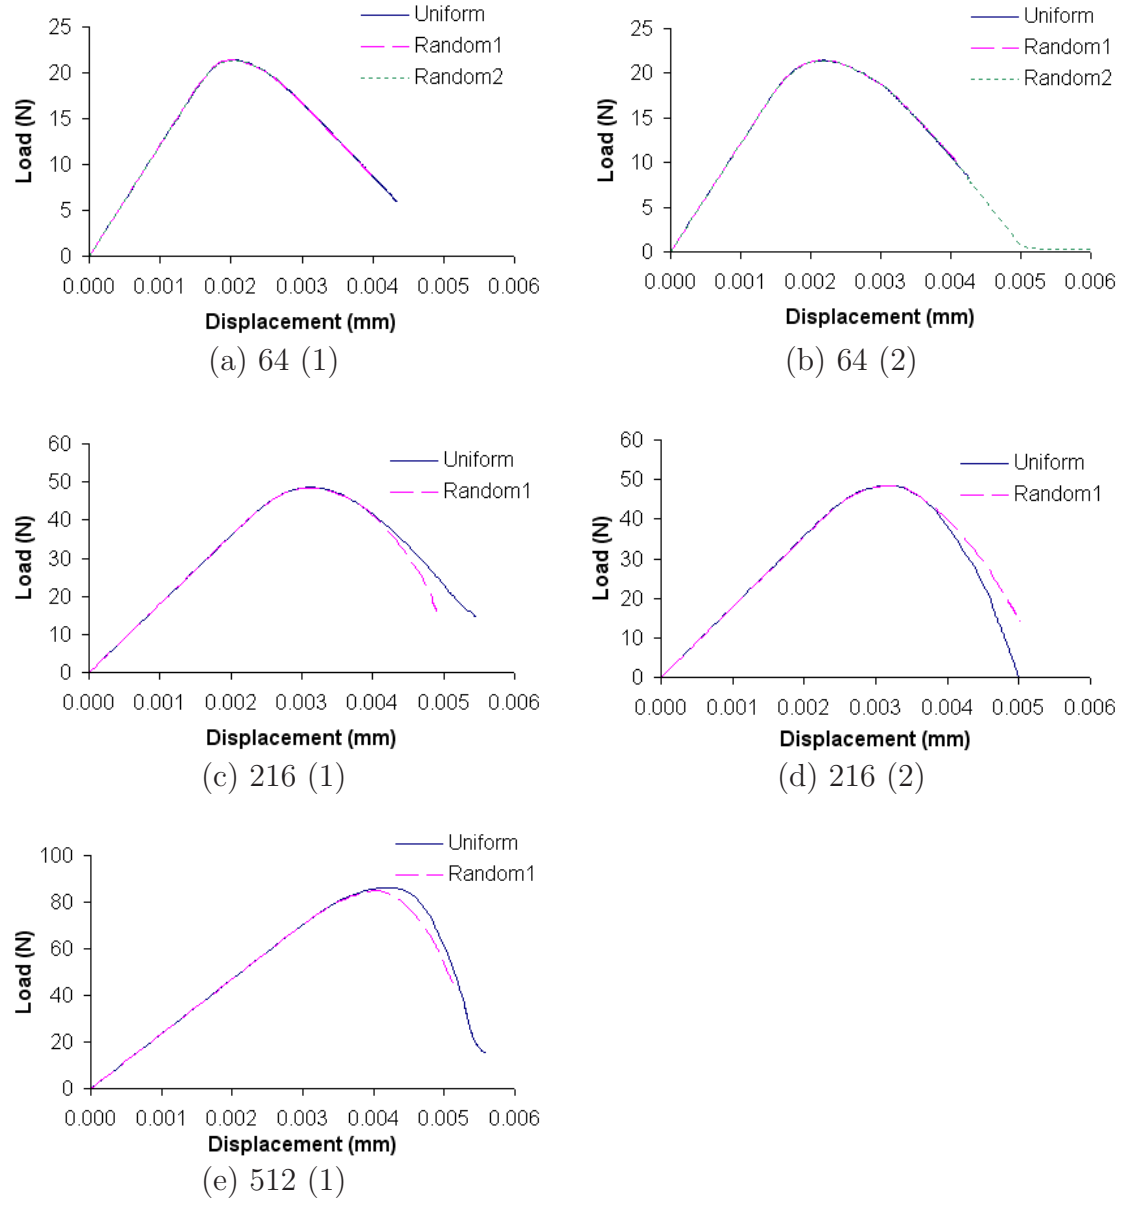 Uniform
Random1
Random2
25
20
15
10
5
0
Load (N)
0.000 0.001 0.002 0.003 0.004 0.005 0.006
Displacement (mm)
(a) 64 (1)
Uniform
Random1
Random2
25
20
15
10
5
0
Load (N)
0.000 0.001 0.002 0.003 0.004 0.005 0.006
Displacement (mm)
(b) 64 (2)
Uniform
Random1
60
50
40
30
20
10
0
Load (N)
0.000 0.001 0.002 0.003 0.004 0.005 0.006
Displacement (mm)
(c) 216 (1)
Uniform
Random1
60
50
40
30
20
10
0
Load (N)
0.000 0.001 0.002 0.003 0.004 0.005 0.006
Displacement (mm)
(d) 216 (2)
Uniform
Random1
100
80
60
40
20
0
Load (N)
0.000 0.001 0.002 0.003 0.004 0.005 0.006
Displacement (mm)
(e) 512 (1)